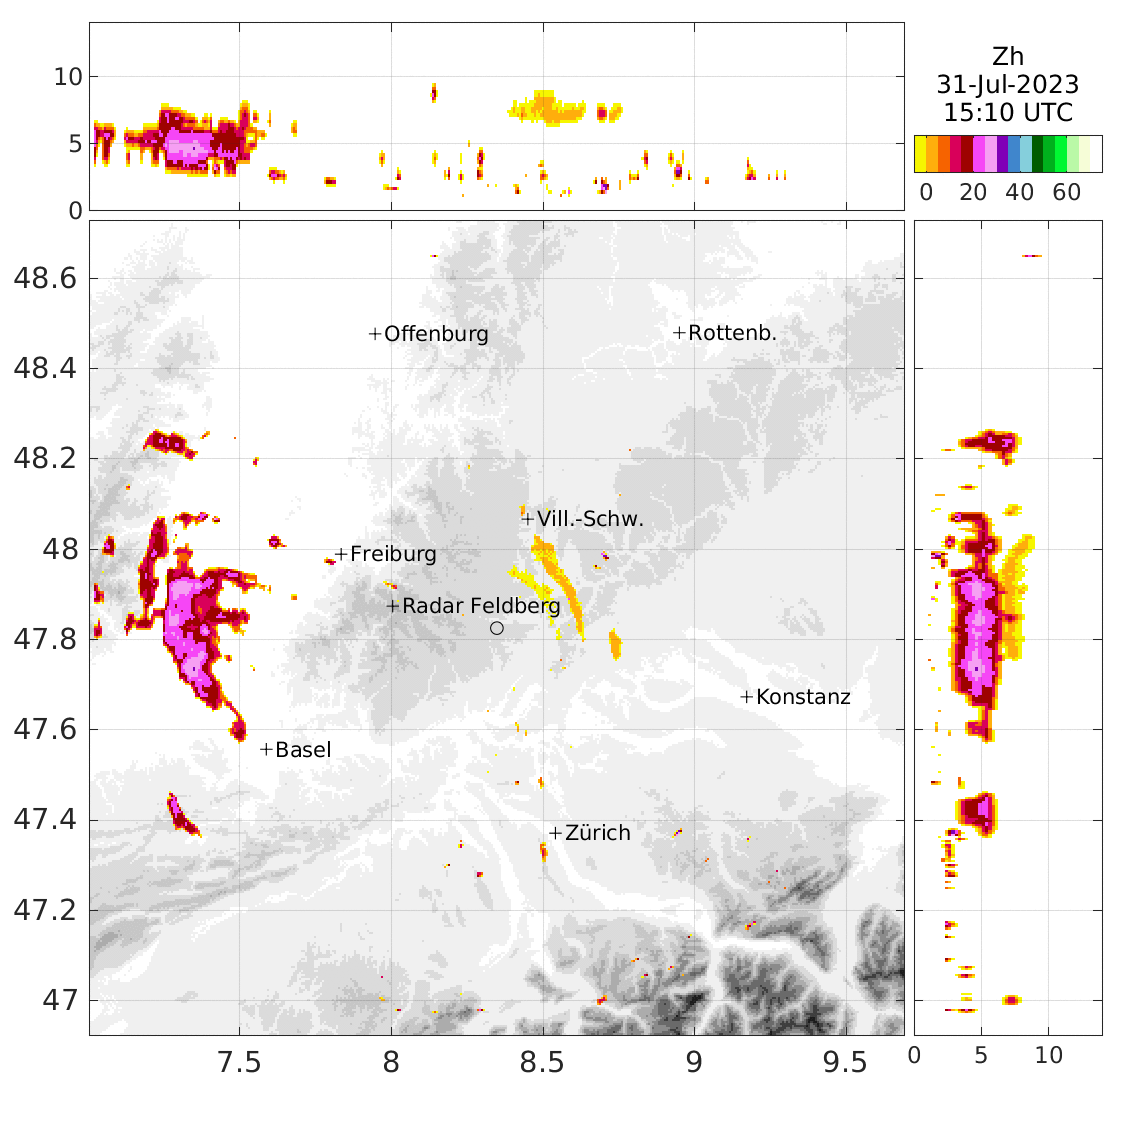 10
5
0
Zh
31-Jul-2023
15:10 UTC
0 20 40 60
48.6
48.4
48.2
48
47.8
47.6
47.4
47.2
47
+Offenburg
+Rottenb.
+Vill.-Schw.
+Freiburg
+Radar Feldberg
+Konstanz
+Basel
+Zürich
7.5 8 8.5 9 9.5
0 5 10